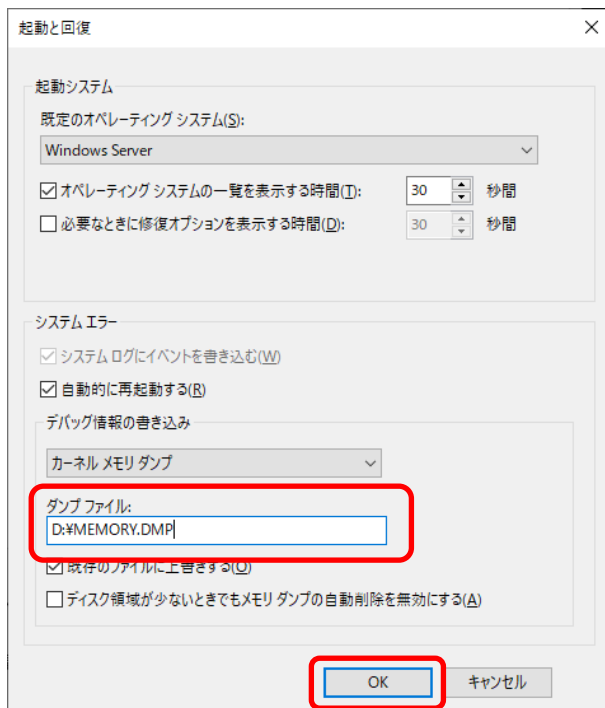 起動と回復
起動システム
既定のオペレーティング システム(S):
Windows Server
オペレーティング システムの一覧を表示する時間(T): 30 秒間
必要なときに修復オプションを表示する時間(D): 30 秒間
システム エラー
システム ログにイベントを書き込む(W)
自動的に再起動する(R)
デバッグ情報の書き込み
カーネル メモリ ダンプ
ダンプ ファイル:
D:¥MEMORY.DMP
既存のファイルに上書きする(O)
ディスク領域が少ないときでもメモリ ダンプの自動削除を無効にする(A)
OK キャンセル